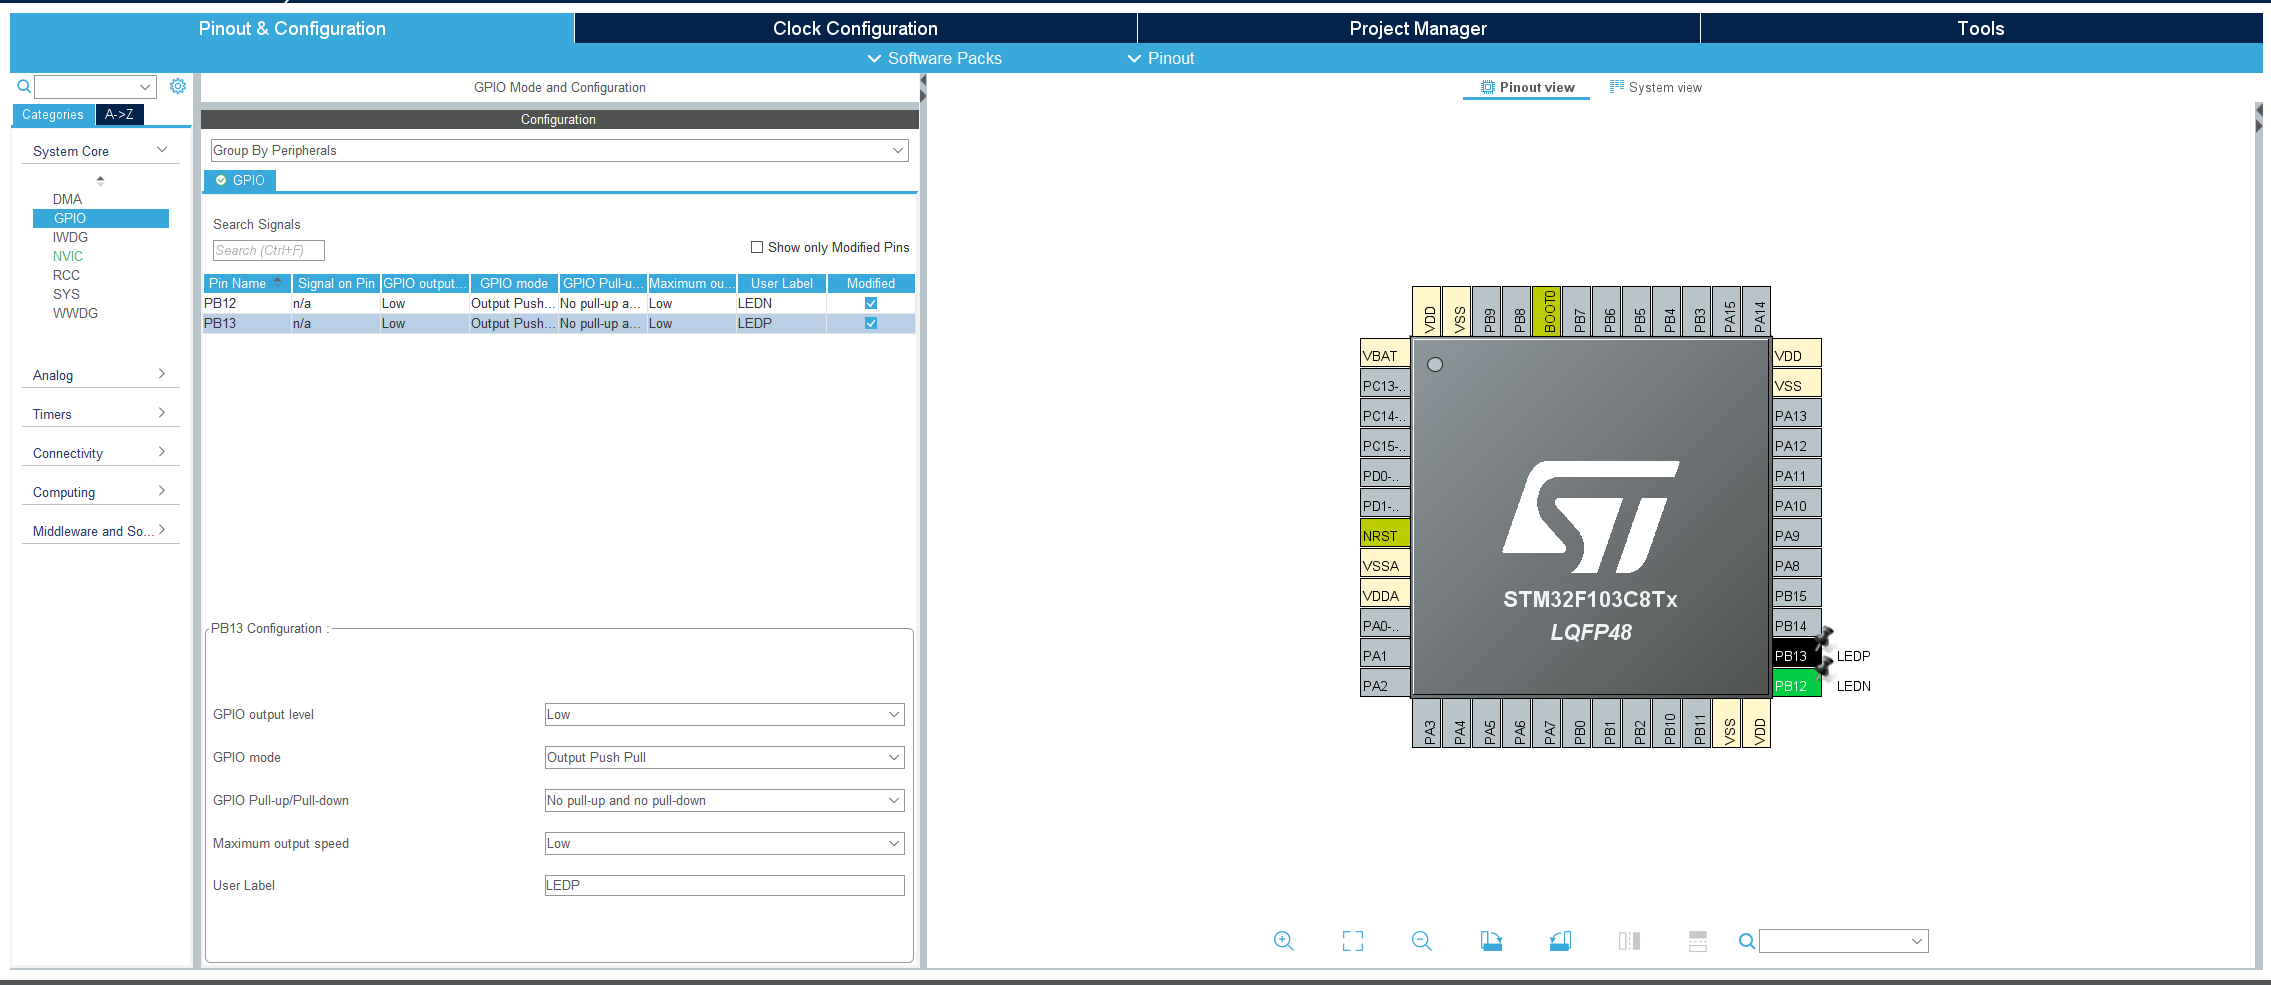 Pinout & Configuration
Clock Configuration
Project Manager
Tools
Software Packs
Pinout
Categories
A->Z
System Core
DMA
GPIO
IWDG
NVIC
RCC
SYS
WWDG
Analog
Timers
Connectivity
Computing
Middleware and So...
GPIO Mode and Configuration
Configuration
Group By Peripherals
GPIO
Search Signals
Search (Ctrl+F)
Show only Modified Pins
Pin Name Signal on Pin GPIO output... GPIO mode GPIO Pull-u... Maximum ou... User Label Modified
PB12 n/a Low Output Push... No pull-up a... Low LEDN
PB13 n/a Low Output Push... No pull-up a... Low LEDP
PB13 Configuration :
GPIO output level Low
GPIO mode Output Push Pull
GPIO Pull-up/Pull-down No pull-up and no pull-down
Maximum output speed Low
User Label LEDP
Pinout view
System view
VDD
VSS
PB9
PB8
BOOT0
PB7
PB6
PB5
PB4
PB3
PA15
PA14
VBAT
PC13-..
PC14-..
PC15-..
PD0-..
PD1-..
NRST
VSSA
VDDA
PA0-..
PA1
PA2
ST
STM32F103C8Tx
LQFP48
VDD
VSS
PA13
PA12
PA11
PA10
PA9
PA8
PB15
PB14
PB13 LEDP
PB12 LEDN
PA3
PA4
PA5
PA6
PA7
PB0
PB1
PB2
PB10
PB11
VSS
VDD